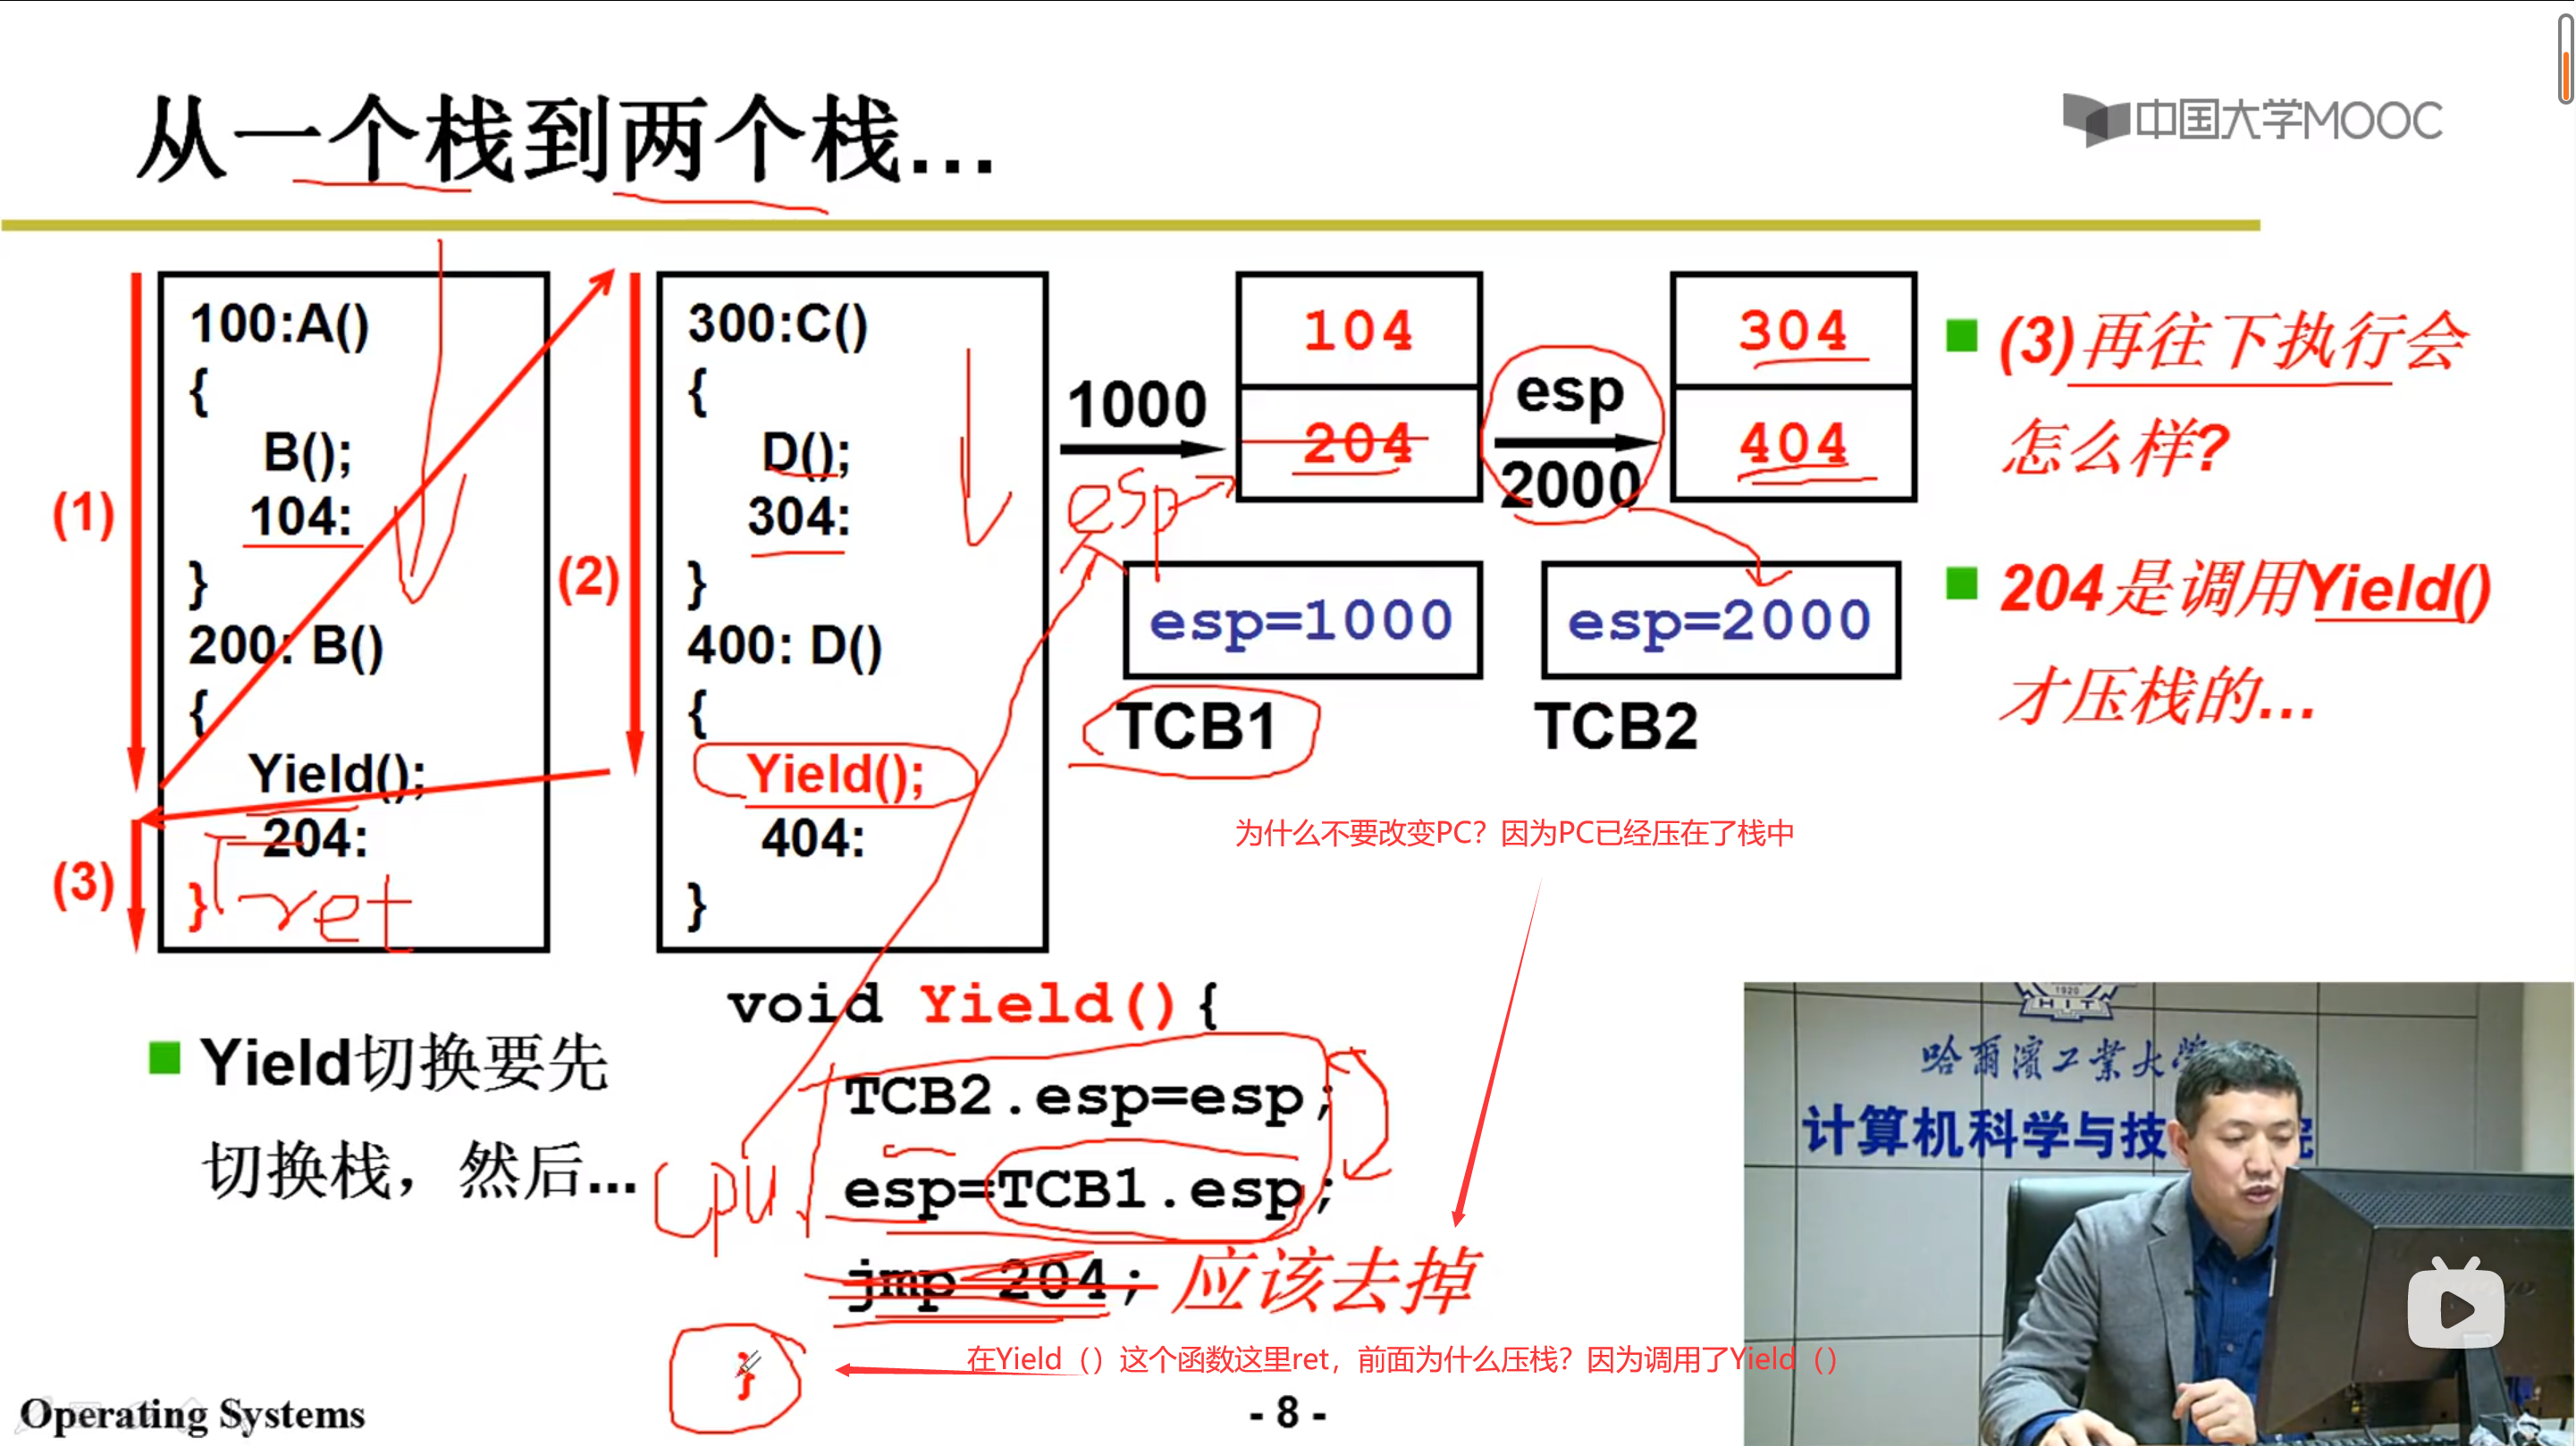 从一个栈到两个栈...
中国大学MOOC
100:A()
{
B();
104:
}
200: B()
{
Yield();
204:
}
ret
(1)
(2)
(3)
300:C()
{
D();
304:
}
400: D()
{
Yield();
404:
}
1000
esp
104
204
esp
2000
304
404
esp=1000
TCB1
esp=2000
TCB2
(3)再往下执行会
怎么样?
204是调用Yield()
才压栈的...
为什么不要改变PC？因为PC已经压在了栈中
Yield切换要先
切换栈，然后...
void Yield(){
TCB2.esp=esp;
esp=TCB1.esp;
jmp 204; 应该去掉
}
cpu
在Yield（）这个函数这里ret，前面为什么压栈？因为调用了Yield（）
1920
HIT
哈爾濱工業大
计算机科学与技
Operating Systems
- 8 -